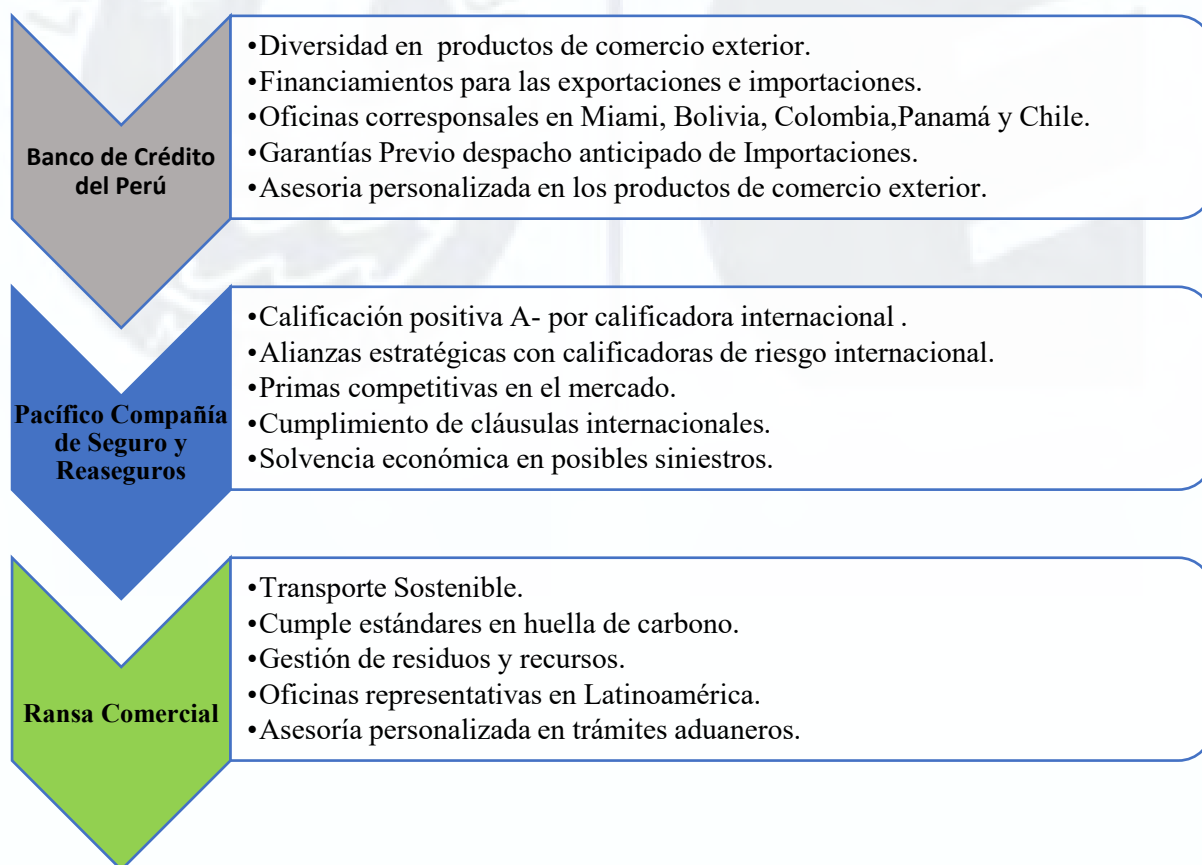 Banco de Crédito
del Perú
•Diversidad en productos de comercio exterior.
•Financiamientos para las exportaciones e importaciones.
•Oficinas corresponsales en Miami, Bolivia, Colombia,Panamá y Chile.
•Garantías Previo despacho anticipado de Importaciones.
•Asesoria personalizada en los productos de comercio exterior.
Pacífico Compañía
de Seguro y
Reaseguros
•Calificación positiva A- por calificadora internacional .
•Alianzas estratégicas con calificadoras de riesgo internacional.
•Primas competitivas en el mercado.
•Cumplimiento de cláusulas internacionales.
•Solvencia económica en posibles siniestros.
Ransa Comercial
•Transporte Sostenible.
•Cumple estándares en huella de carbono.
•Gestión de residuos y recursos.
•Oficinas representativas en Latinoamérica.
•Asesoría personalizada en trámites aduaneros.